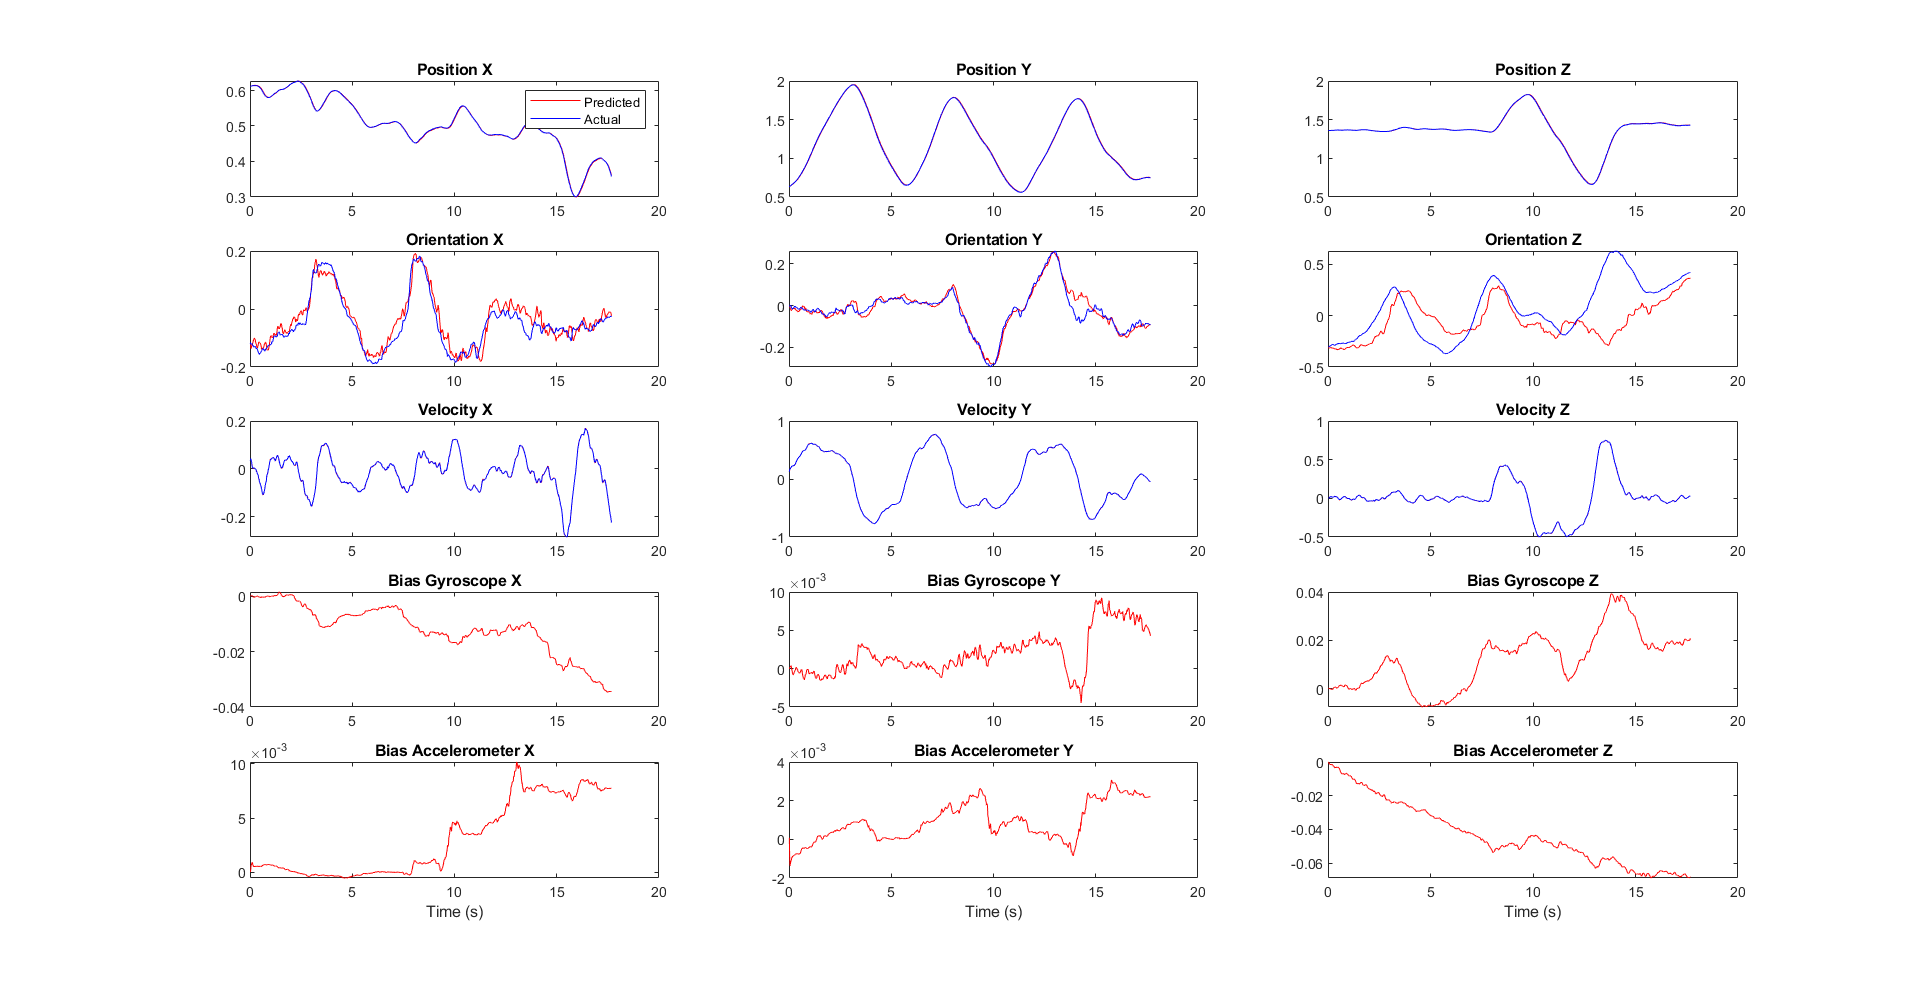 Position X
Position Y
Position Z
0.6
0.5
0.4
0.3
0 5 10 15 20
Predicted
Actual
2
1.5
1
0.5
0 5 10 15 20
2
1.5
1
0.5
0 5 10 15 20
Orientation X
Orientation Y
Orientation Z
0.2
0
-0.2
0 5 10 15 20
0.2
0
-0.2
0 5 10 15 20
0.5
0
-0.5
0 5 10 15 20
Velocity X
Velocity Y
Velocity Z
0.2
0
-0.2
0 5 10 15 20
1
0
-1
0 5 10 15 20
1
0.5
0
-0.5
0 5 10 15 20
Bias Gyroscope X
Bias Gyroscope Y
Bias Gyroscope Z
0
-0.02
-0.04
0 5 10 15 20
×10-3
10
5
0
-5
0 5 10 15 20
0.04
0.02
0
0 5 10 15 20
Bias Accelerometer X
Bias Accelerometer Y
Bias Accelerometer Z
×10-3
10
5
0
0 5 10 15 20
Time (s)
×10-3
4
2
0
-2
0 5 10 15 20
Time (s)
0
-0.02
-0.04
-0.06
0 5 10 15 20
Time (s)